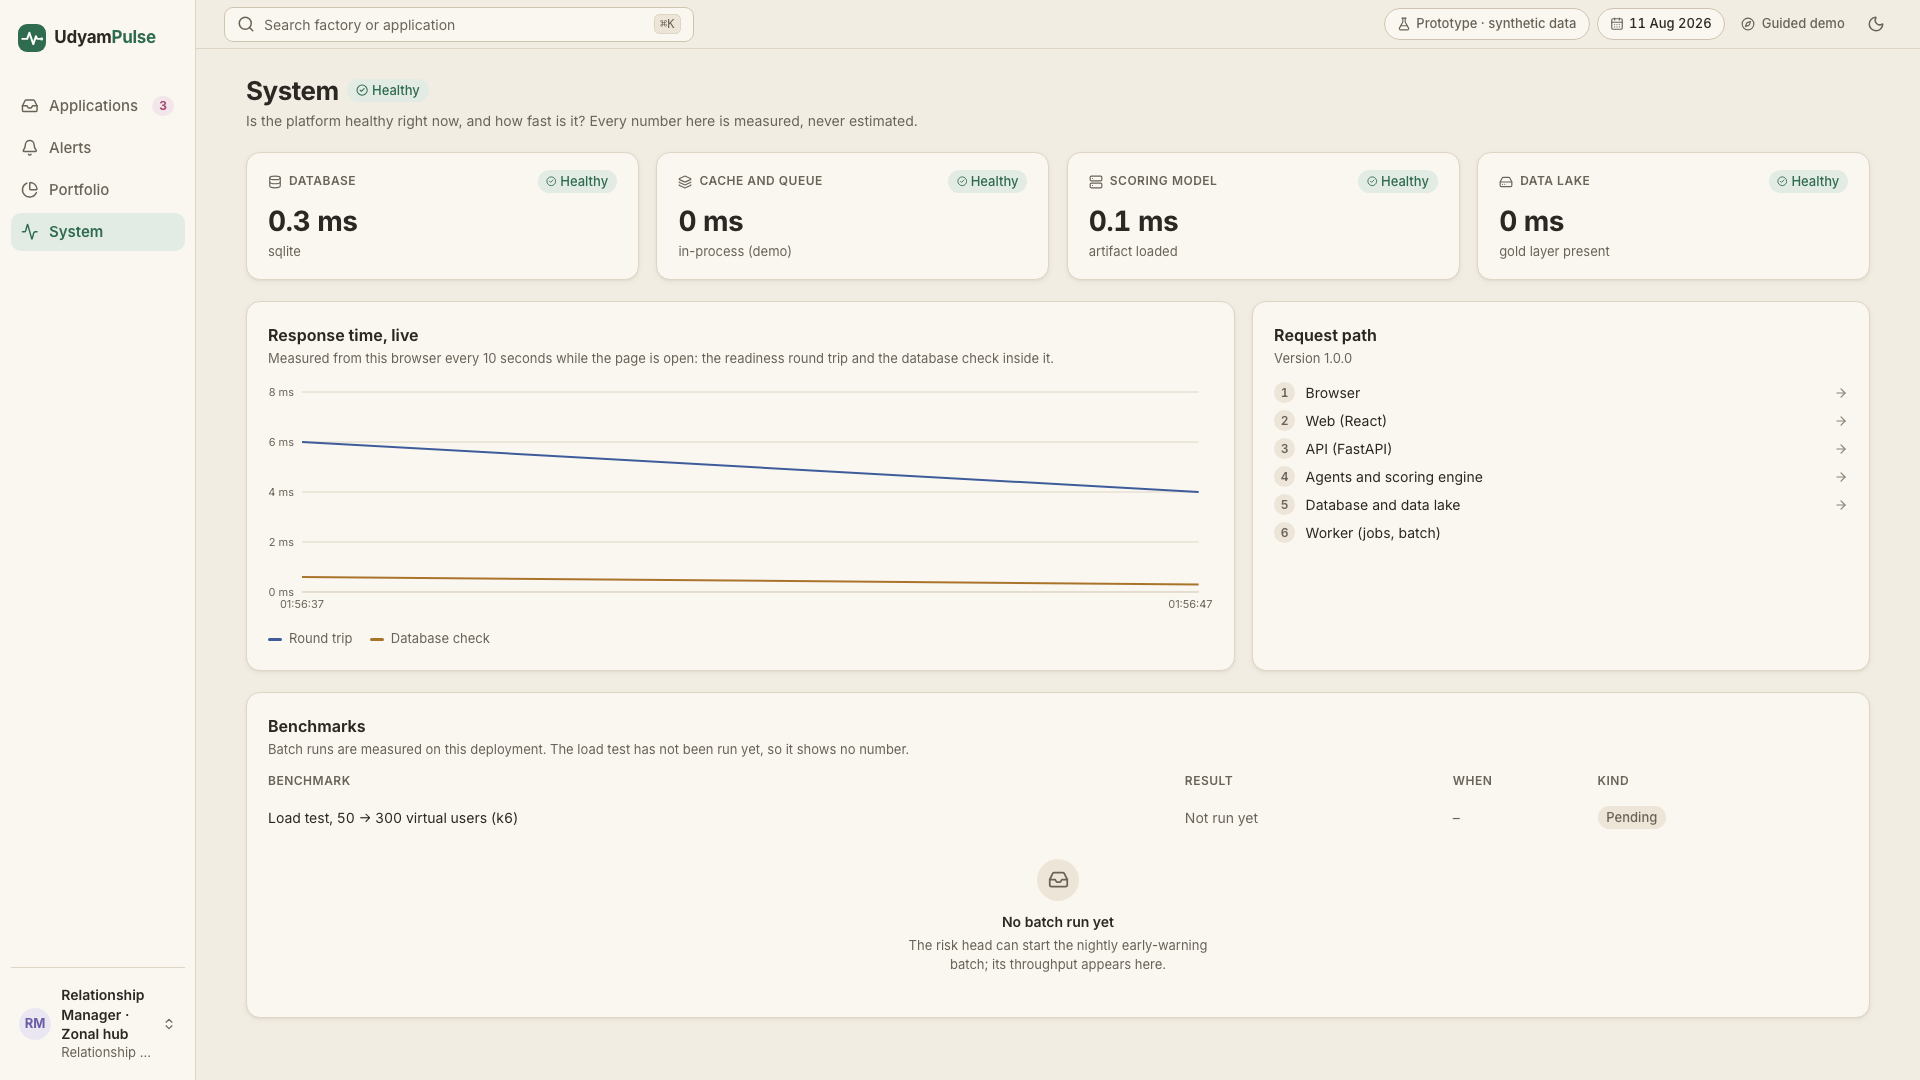 UdyamPulse
Search factory or application
⌘K
Prototype · synthetic data
11 Aug 2026
Guided demo
Applications
3
Alerts
Portfolio
System
System
Healthy
Is the platform healthy right now, and how fast is it? Every number here is measured, never estimated.
DATABASE
Healthy
0.3 ms
sqlite
CACHE AND QUEUE
Healthy
0 ms
in-process (demo)
SCORING MODEL
Healthy
0.1 ms
artifact loaded
DATA LAKE
Healthy
0 ms
gold layer present
Response time, live
Measured from this browser every 10 seconds while the page is open: the readiness round trip and the database check inside it.
8 ms
6 ms
4 ms
2 ms
0 ms
01:56:37
01:56:47
Round trip
Database check
Request path
Version 1.0.0
1 Browser →
2 Web (React) →
3 API (FastAPI) →
4 Agents and scoring engine →
5 Database and data lake →
6 Worker (jobs, batch)
Benchmarks
Batch runs are measured on this deployment. The load test has not been run yet, so it shows no number.
BENCHMARK RESULT WHEN KIND
Load test, 50 → 300 virtual users (k6) Not run yet – Pending
No batch run yet
The risk head can start the nightly early-warning
batch; its throughput appears here.
RM
Relationship
Manager ·
Zonal hub
Relationship ...